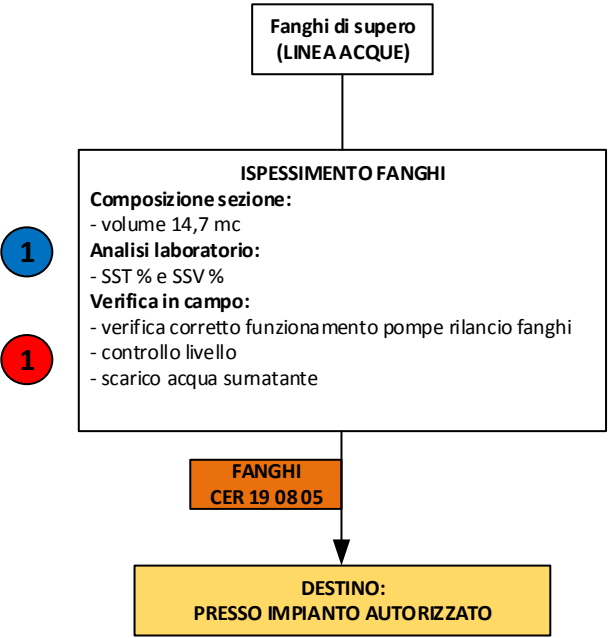 Fanghi di supero
(LINEA ACQUE)
ISPESSIMENTO FANGHI
Composizione sezione:
- volume 14,7 mc
1
Analisi laboratorio:
- SST % e SSV %
Verifica in campo:
- verifica corretto funzionamento pompe rilancio fanghi
1
- controllo livello
- scarico acqua surnatante
FANGHI
CER 19 08 05
DESTINO:
PRESSO IMPIANTO AUTORIZZATO